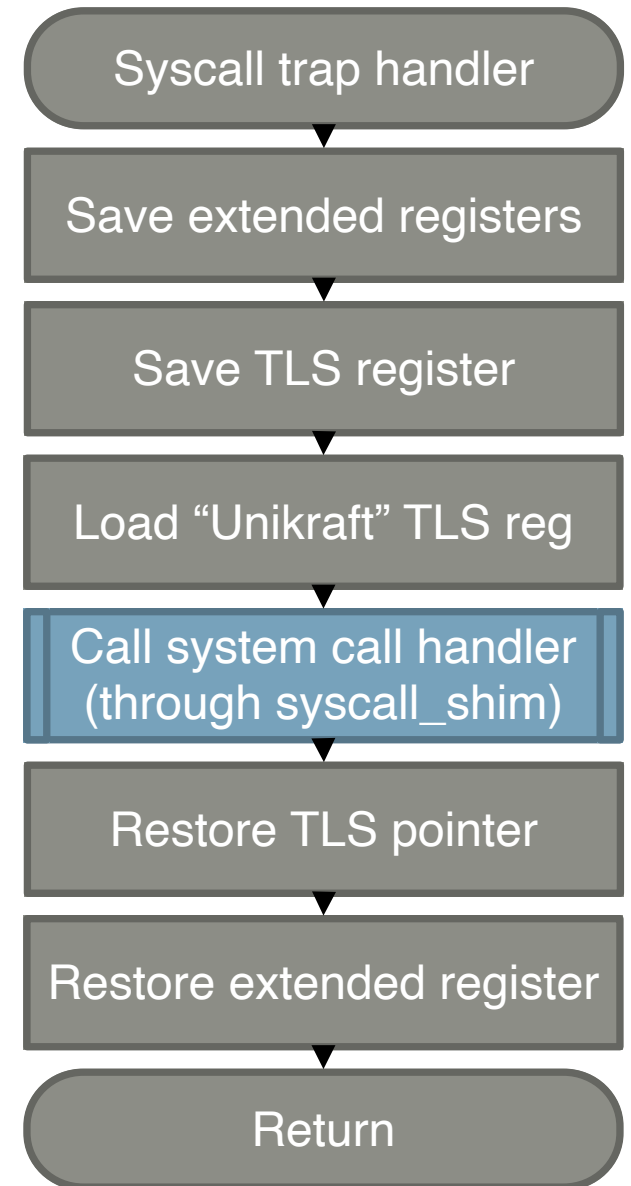 Syscall trap handler
Save extended registers
Save TLS register
Load “Unikraft” TLS reg
Call system call handler
(through syscall_shim)
Restore TLS pointer
Restore extended register
Return